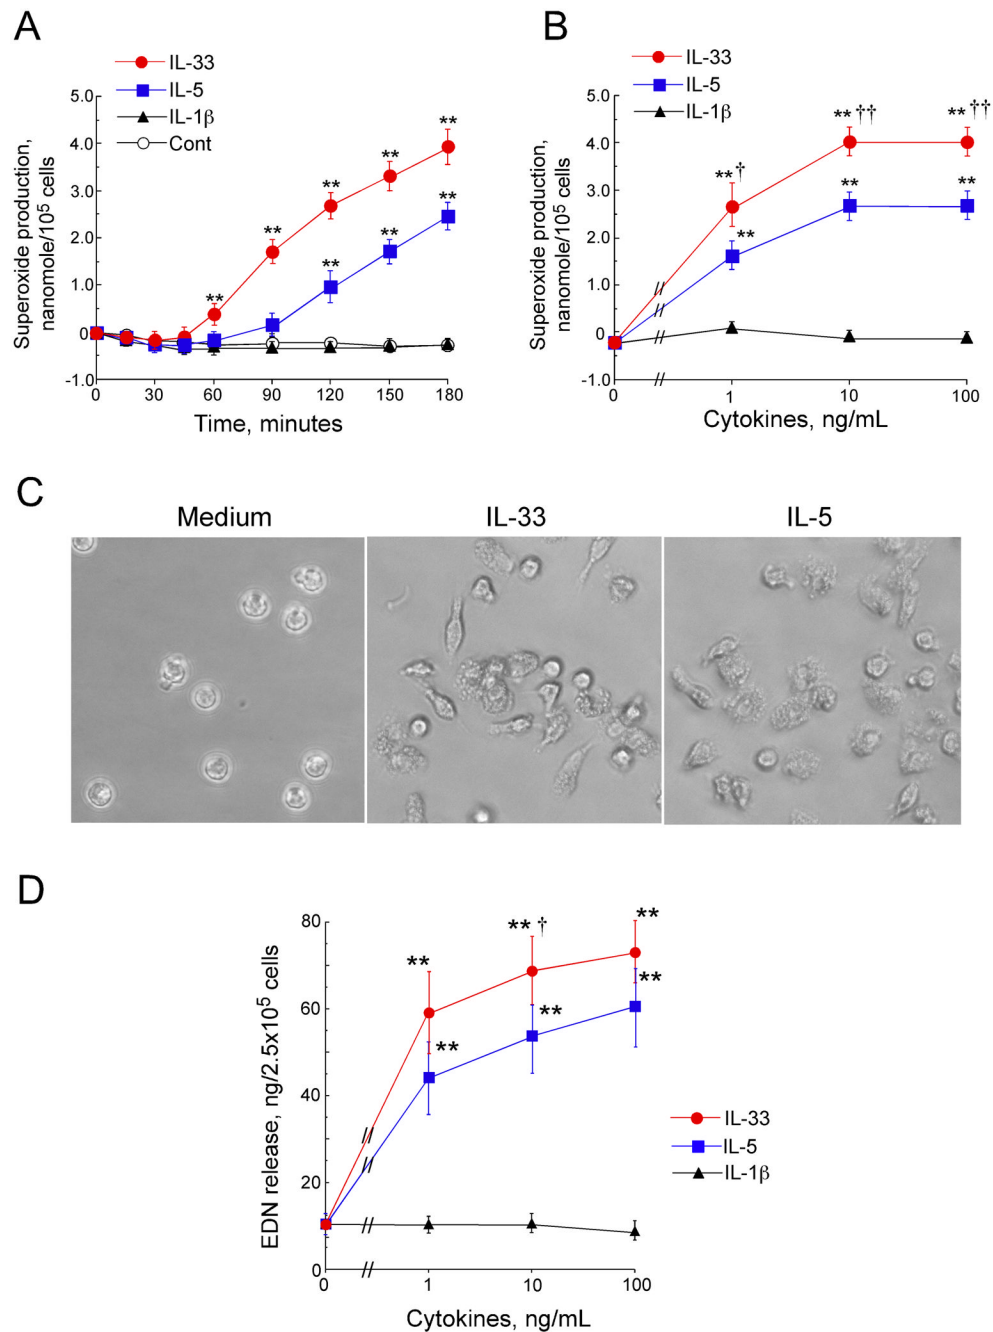 A
IL-33
IL-5
IL-1β
Cont
5.0
4.0
3.0
2.0
1.0
0
-1.0
Superoxide production,
nanomole/10⁵ cells
**
**
**
**
**
**
**
**
0
30
60
90
120
150
180
Time, minutes
B
IL-33
IL-5
IL-1β
5.0
4.0
3.0
2.0
1.0
0
-1.0
Superoxide production,
nanomole/10⁵ cells
**†
**††
**††
**
**
**
//
//
//
//
0
1
10
100
Cytokines, ng/mL
C
Medium
IL-33
IL-5
D
80
60
40
20
0
EDN release, ng/2.5x10⁵ cells
**
**†
**
**
**
**
//
//
//
//
0
1
10
100
Cytokines, ng/mL
IL-33
IL-5
IL-1β